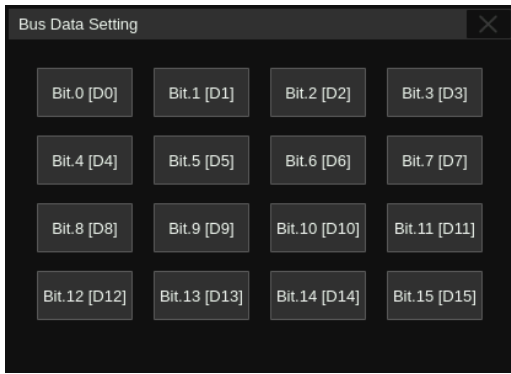 Bus Data Setting
Bit.0 [D0] Bit.1 [D1] Bit.2 [D2] Bit.3 [D3]
Bit.4 [D4] Bit.5 [D5] Bit.6 [D6] Bit.7 [D7]
Bit.8 [D8] Bit.9 [D9] Bit.10 [D10] Bit.11 [D11]
Bit.12 [D12] Bit.13 [D13] Bit.14 [D14] Bit.15 [D15]